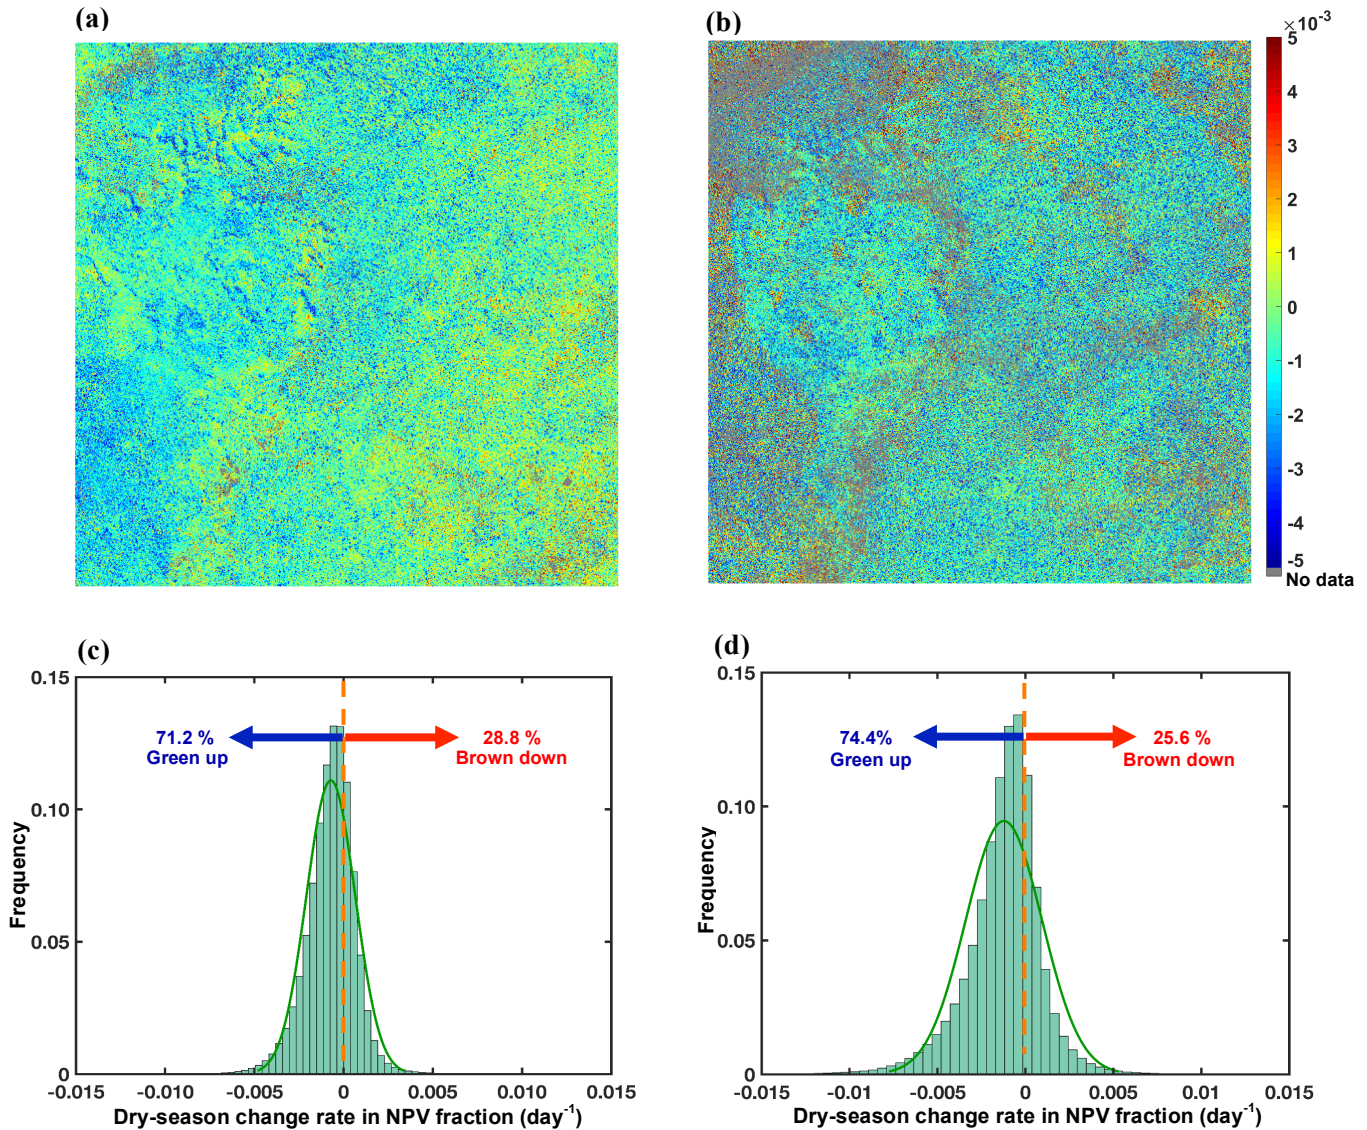 (a)
(b)
×10⁻³
5
4
3
2
1
0
-1
-2
-3
-4
-5
No data
(c)
0.15
0.10
0.05
0
Frequency
71.2 %
Green up
28.8 %
Brown down
-0.015 -0.010 -0.005 0 0.005 0.010 0.015
Dry-season change rate in NPV fraction (day⁻¹)
(d)
0.15
0.10
0.05
0
Frequency
74.4%
Green up
25.6 %
Brown down
-0.015 -0.010 -0.005 0 0.005 0.010 0.015
Dry-season change rate in NPV fraction (day⁻¹)